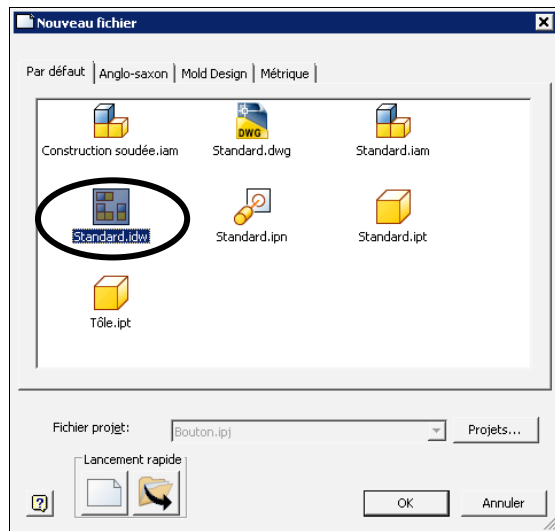 Nouveau fichier
Par défaut Anglo-saxon Mold Design Métrique
DWG
Construction soudée.iam Standard.dwg Standard.iam
Standard.idw Standard.ipn Standard.ipt
Tôle.ipt
Fichier projet: Bouton.ipj Projets...
Lancement rapide
OK Annuler